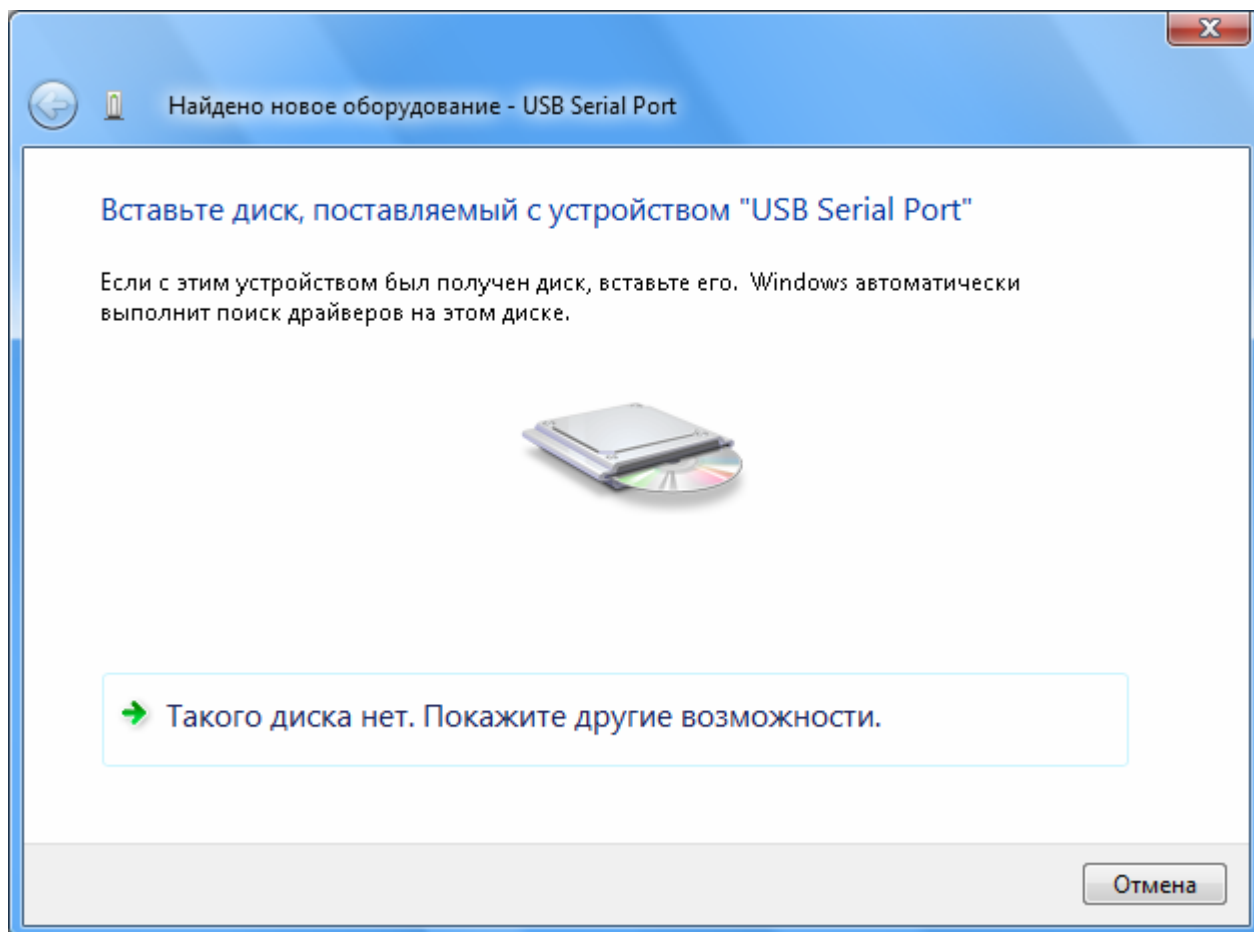 Найдено новое оборудование - USB Serial Port
Вставьте диск, поставляемый с устройством "USB Serial Port"
Если с этим устройством был получен диск, вставьте его. Windows автоматически
выполнит поиск драйверов на этом диске.
Такого диска нет. Покажите другие возможности.
Отмена